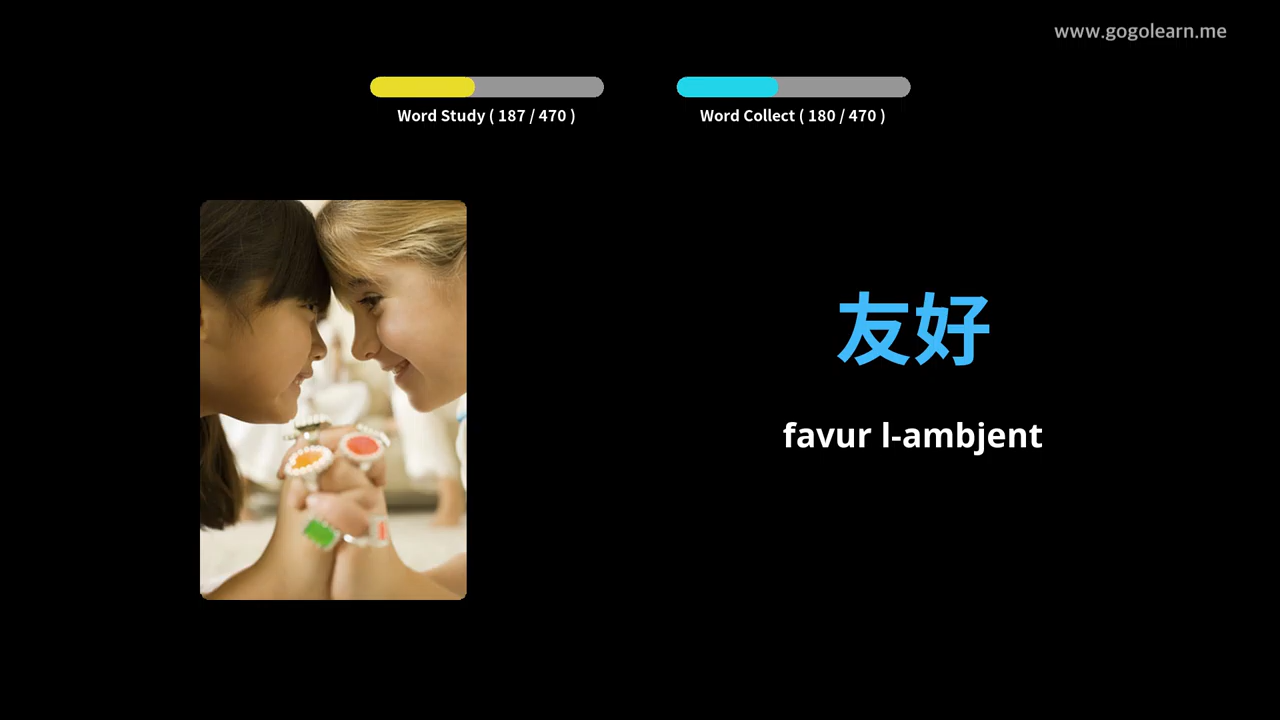 www.gogolearn.me
Word Study ( 187 / 470 )
Word Collect ( 180 / 470 )
友好
favur l-ambjent